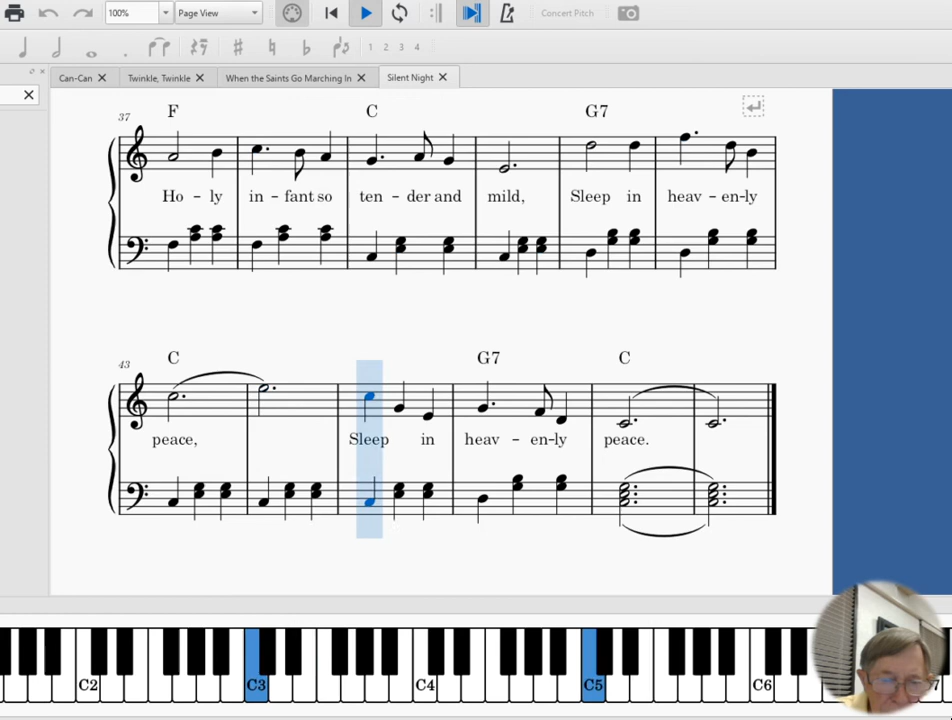 100% Page View Concert Pitch
1 2 3 4
Can-Can Twinkle, Twinkle When the Saints Go Marching In Silent Night
37 F C G7
Ho - ly in - fant so ten - der and mild, Sleep in heav - en-ly
43 C G7 C
peace, Sleep in heav - en-ly peace.
C2 C3 C4 C5 C6 7